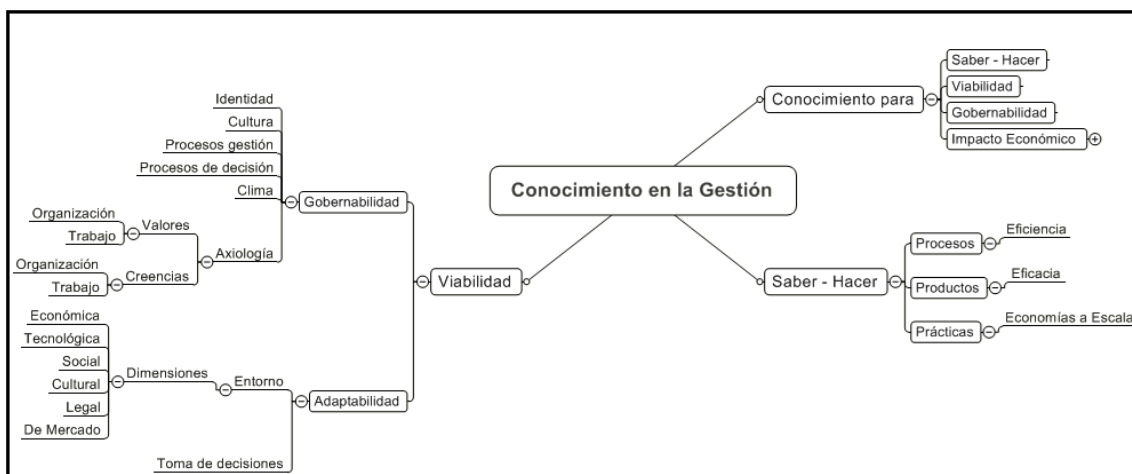 Conocimiento en la Gestión
Conocimiento para
Saber - Hacer
Viabilidad
Gobernabilidad
Impacto Económico
Saber - Hacer
Procesos
Eficiencia
Productos
Eficacia
Prácticas
Economías a Escala
Viabilidad
Gobernabilidad
Identidad
Cultura
Procesos gestión
Procesos de decisión
Clima
Axiología
Valores
Organización
Trabajo
Creencias
Organización
Trabajo
Adaptabilidad
Entorno
Dimensiones
Económica
Tecnológica
Social
Cultural
Legal
De Mercado
Toma de decisiones